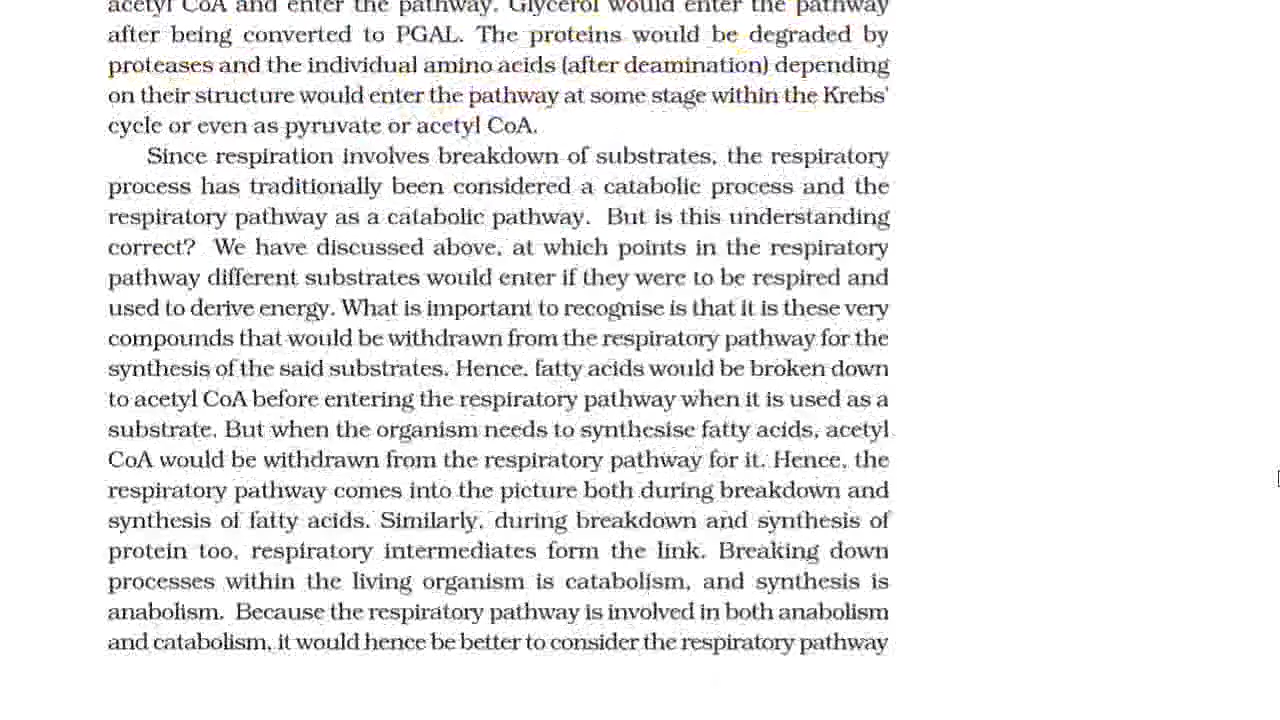 acetyl CoA and enter the pathway. Glycerol would enter the pathway
after being converted to PGAL. The proteins would be degraded by
proteases and the individual amino acids (after deamination) depending
on their structure would enter the pathway at some stage within the Krebs'
cycle or even as pyruvate or acetyl CoA.
Since respiration involves breakdown of substrates, the respiratory
process has traditionally been considered a catabolic process and the
respiratory pathway as a catabolic pathway. But is this understanding
correct? We have discussed above, at which points in the respiratory
pathway different substrates would enter if they were to be respired and
used to derive energy. What is important to recognise is that it is these very
compounds that would be withdrawn from the respiratory pathway for the
synthesis of the said substrates. Hence, fatty acids would be broken down
to acetyl CoA before entering the respiratory pathway when it is used as a
substrate. But when the organism needs to synthesise fatty acids, acetyl
CoA would be withdrawn from the respiratory pathway for it. Hence, the
respiratory pathway comes into the picture both during breakdown and
synthesis of fatty acids. Similarly, during breakdown and synthesis of
protein too, respiratory intermediates form the link. Breaking down
processes within the living organism is catabolism, and synthesis is
anabolism. Because the respiratory pathway is involved in both anabolism
and catabolism, it would hence be better to consider the respiratory pathway